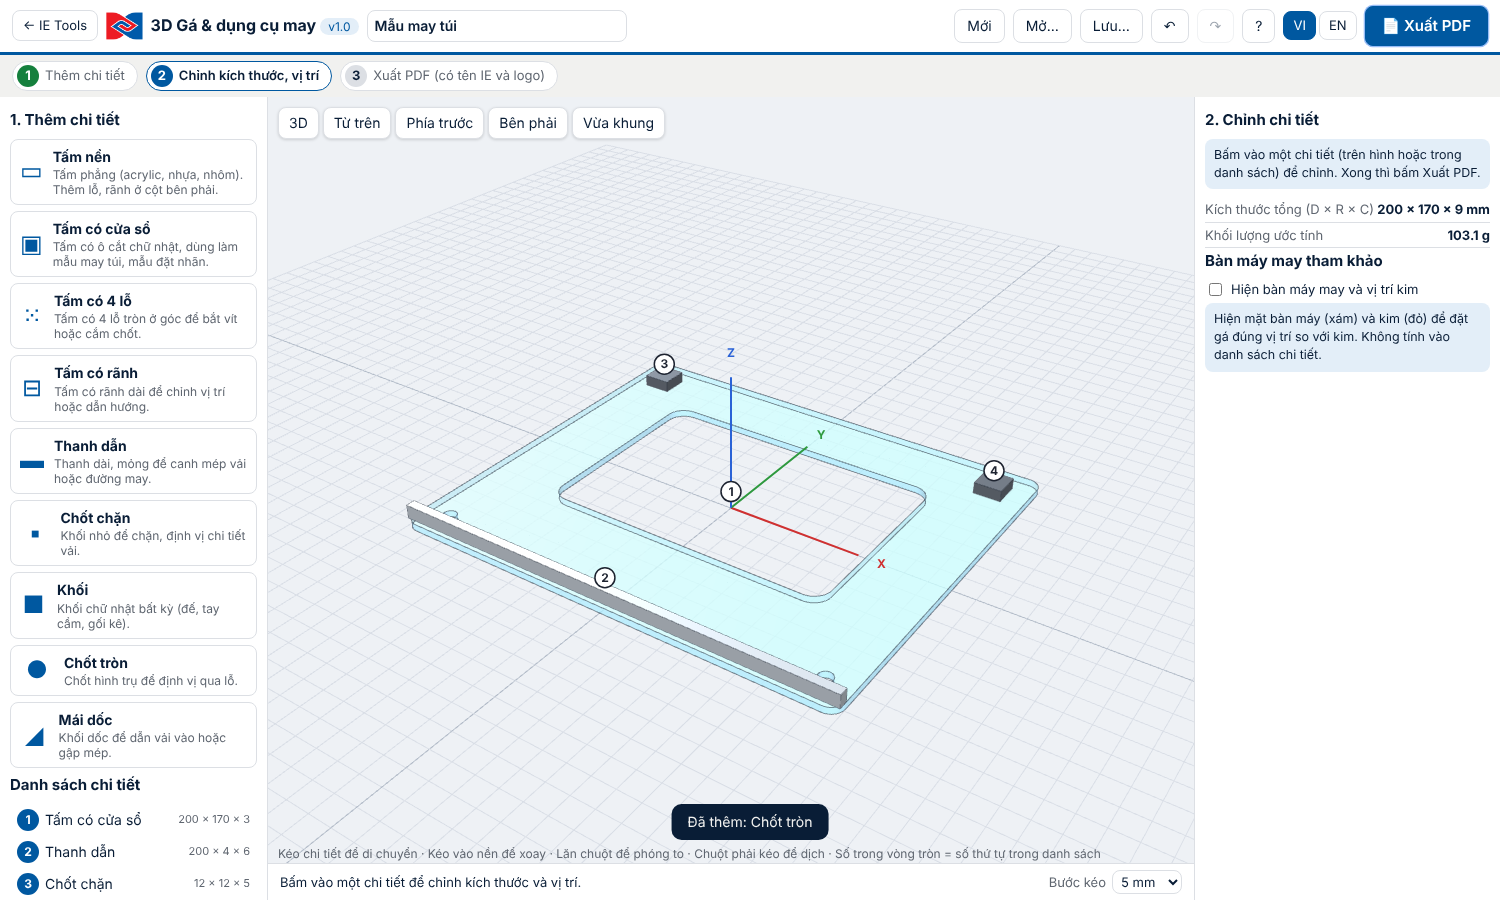 ← IE Tools
3D Gá & dụng cụ may
v1.0
Mẫu may túi
Mới
Mở...
Lưu...
↶
↷
?
VI
EN
📄 Xuất PDF
1 Thêm chi tiết
2 Chỉnh kích thước, vị trí
3 Xuất PDF (có tên IE và logo)
1. Thêm chi tiết
Tấm nền
Tấm phẳng (acrylic, nhựa, nhôm).
Thêm lỗ, rãnh ở cột bên phải.
Tấm có cửa sổ
Tấm có ô cắt chữ nhật, dùng làm
mẫu may túi, mẫu đặt nhãn.
Tấm có 4 lỗ
Tấm có 4 lỗ tròn ở góc để bắt vít
hoặc cắm chốt.
Tấm có rãnh
Tấm có rãnh dài để chỉnh vị trí
hoặc dẫn hướng.
Thanh dẫn
Thanh dài, mỏng để canh mép vải
hoặc đường may.
Chốt chặn
Khối nhỏ để chặn, định vị chi tiết
vải.
Khối
Khối chữ nhật bất kỳ (đế, tay
cầm, gối kê).
Chốt tròn
Chốt hình trụ để định vị qua lỗ.
Mái dốc
Khối dốc để dẫn vải vào hoặc
gập mép.
Danh sách chi tiết
1 Tấm có cửa sổ 200 × 170 × 3
2 Thanh dẫn 200 × 4 × 6
3 Chốt chặn 12 × 12 × 5
3D
Từ trên
Phía trước
Bên phải
Vừa khung
Z
3
Y
4
1
X
2
Đã thêm: Chốt tròn
Kéo chi tiết để di chuyển · Kéo vào nền để xoay · Lăn chuột để phóng to · Chuột phải kéo để dịch · Số trong vòng tròn = số thứ tự trong danh sách
Bấm vào một chi tiết để chỉnh kích thước và vị trí.
Bước kéo
5 mm
2. Chỉnh chi tiết
Bấm vào một chi tiết (trên hình hoặc trong
danh sách) để chỉnh. Xong thì bấm Xuất PDF.
Kích thước tổng (D × R × C) 200 × 170 × 9 mm
Khối lượng ước tính 103.1 g
Bàn máy may tham khảo
Hiện bàn máy may và vị trí kim
Hiện mặt bàn máy (xám) và kim (đỏ) để đặt
gá đúng vị trí so với kim. Không tính vào
danh sách chi tiết.